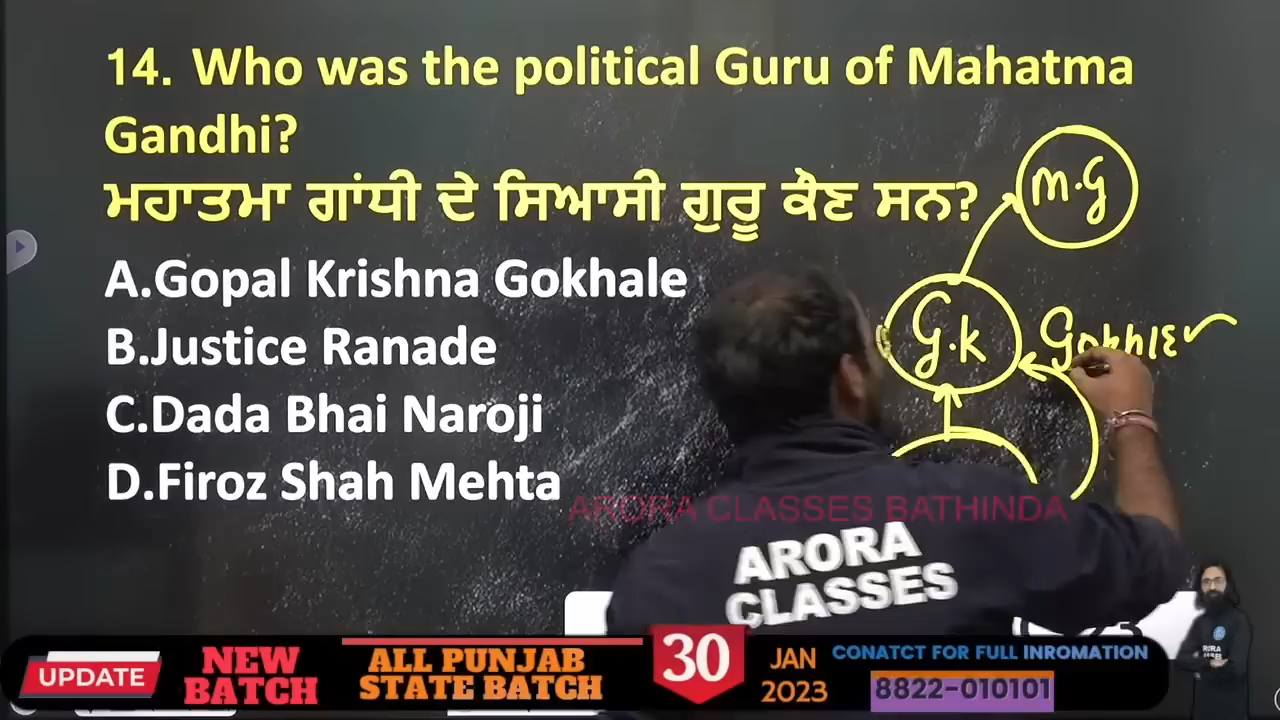 14. Who was the political Guru of Mahatma
Gandhi?
ਮਹਾਤਮਾ ਗਾਂਧੀ ਦੇ ਸਿਆਸੀ ਗੁਰੂ ਕੌਣ ਸਨ?
A.Gopal Krishna Gokhale
B.Justice Ranade
C.Dada Bhai Naroji
D.Firoz Shah Mehta
M.G
G.K
GokhlE
ARORA CLASSES BATHINDA
ARORA
CLASSES
UPDATE
NEW
BATCH
ALL PUNJAB
STATE BATCH
30
JAN
2023
CONATCT FOR FULL INROMATION
8822-010101